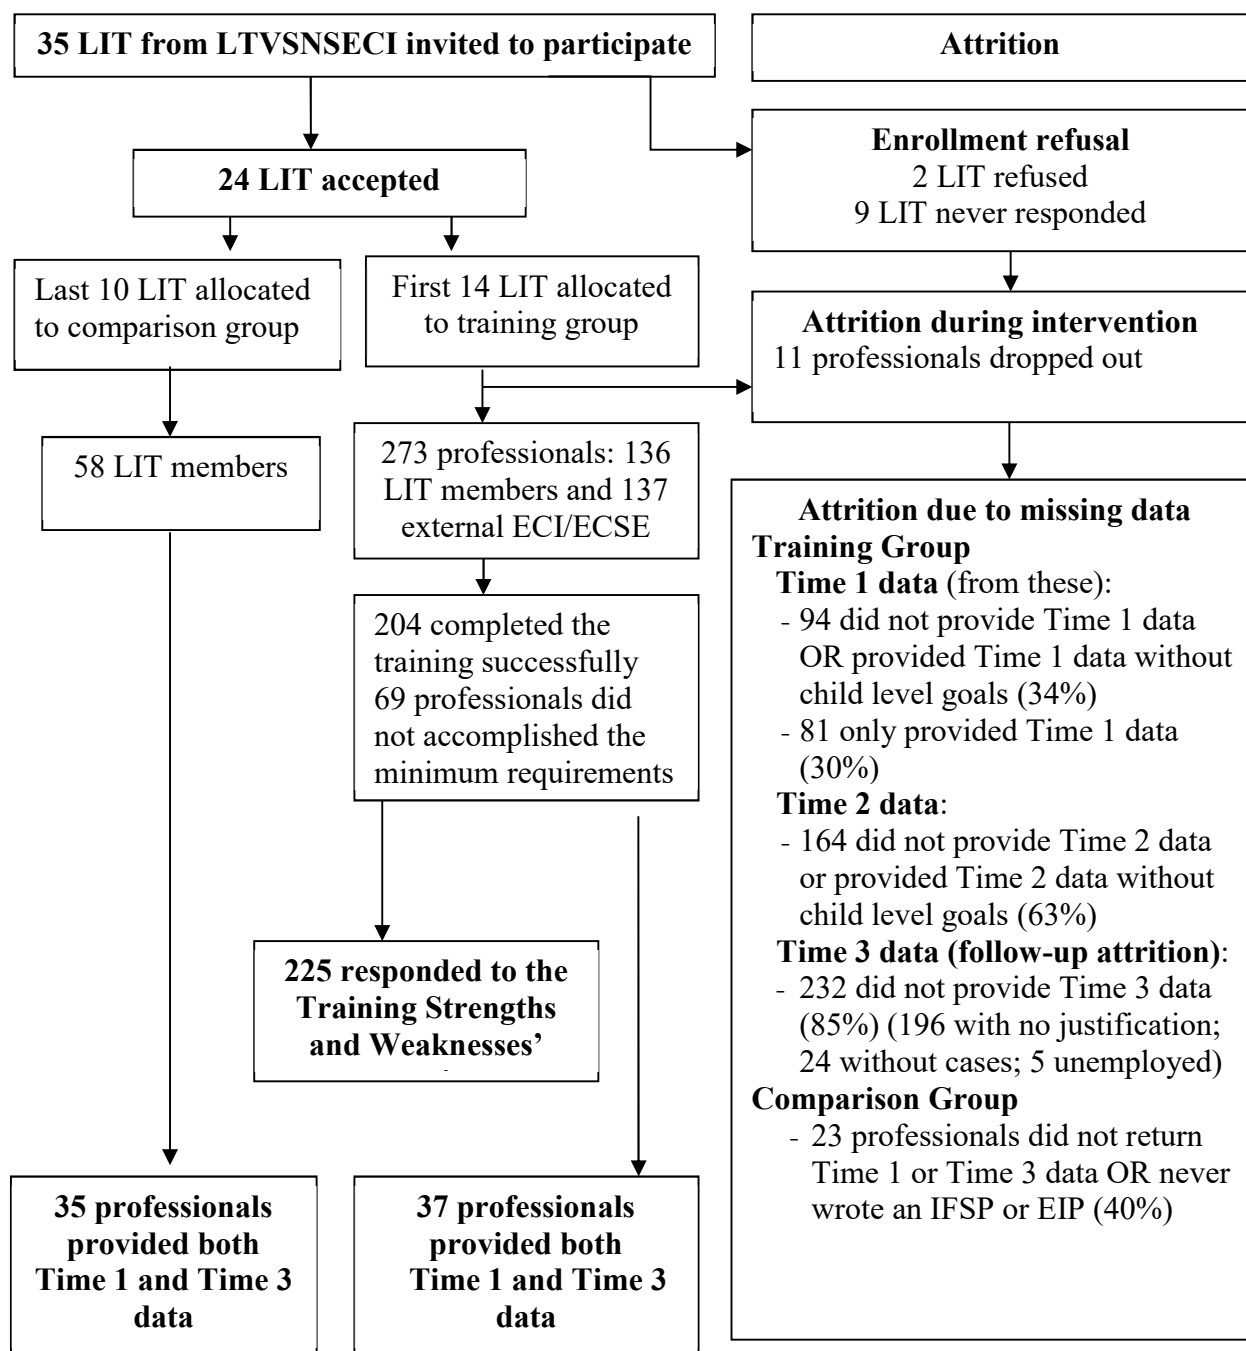 35 LIT from LTVSNSECI invited to participate
Attrition
Enrollment refusal
2 LIT refused
9 LIT never responded
24 LIT accepted
Last 10 LIT allocated
to comparison group
First 14 LIT allocated
to training group
Attrition during intervention
11 professionals dropped out
58 LIT members
273 professionals: 136
LIT members and 137
external ECI/ECSE
204 completed the
training successfully
69 professionals did
not accomplished the
minimum requirements
225 responded to the
Training Strengths
and Weaknesses’
35 professionals
provided both
Time 1 and Time 3
data
37 professionals
provided both
Time 1 and Time 3
data
Attrition due to missing data
Training Group
Time 1 data (from these):
- 94 did not provide Time 1 data
OR provided Time 1 data without
child level goals (34%)
- 81 only provided Time 1 data
(30%)
Time 2 data:
- 164 did not provide Time 2 data
or provided Time 2 data without
child level goals (63%)
Time 3 data (follow-up attrition):
- 232 did not provide Time 3 data
(85%) (196 with no justification;
24 without cases; 5 unemployed)
Comparison Group
- 23 professionals did not return
Time 1 or Time 3 data OR never
wrote an IFSP or EIP (40%)